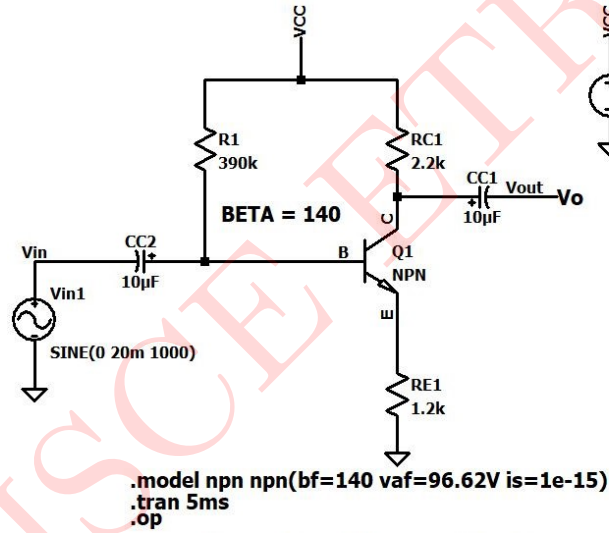 VCC
VCC
R1
390k
RC1
2.2k
CC1
Vout
Vo
10µF
BETA = 140
C
Vin
CC2
B
Q1
10µF
NPN
Vin1
E
SINE(0 20m 1000)
RE1
1.2k
.model npn npn(bf=140 vaf=96.62V is=1e-15)
.tran 5ms
.op